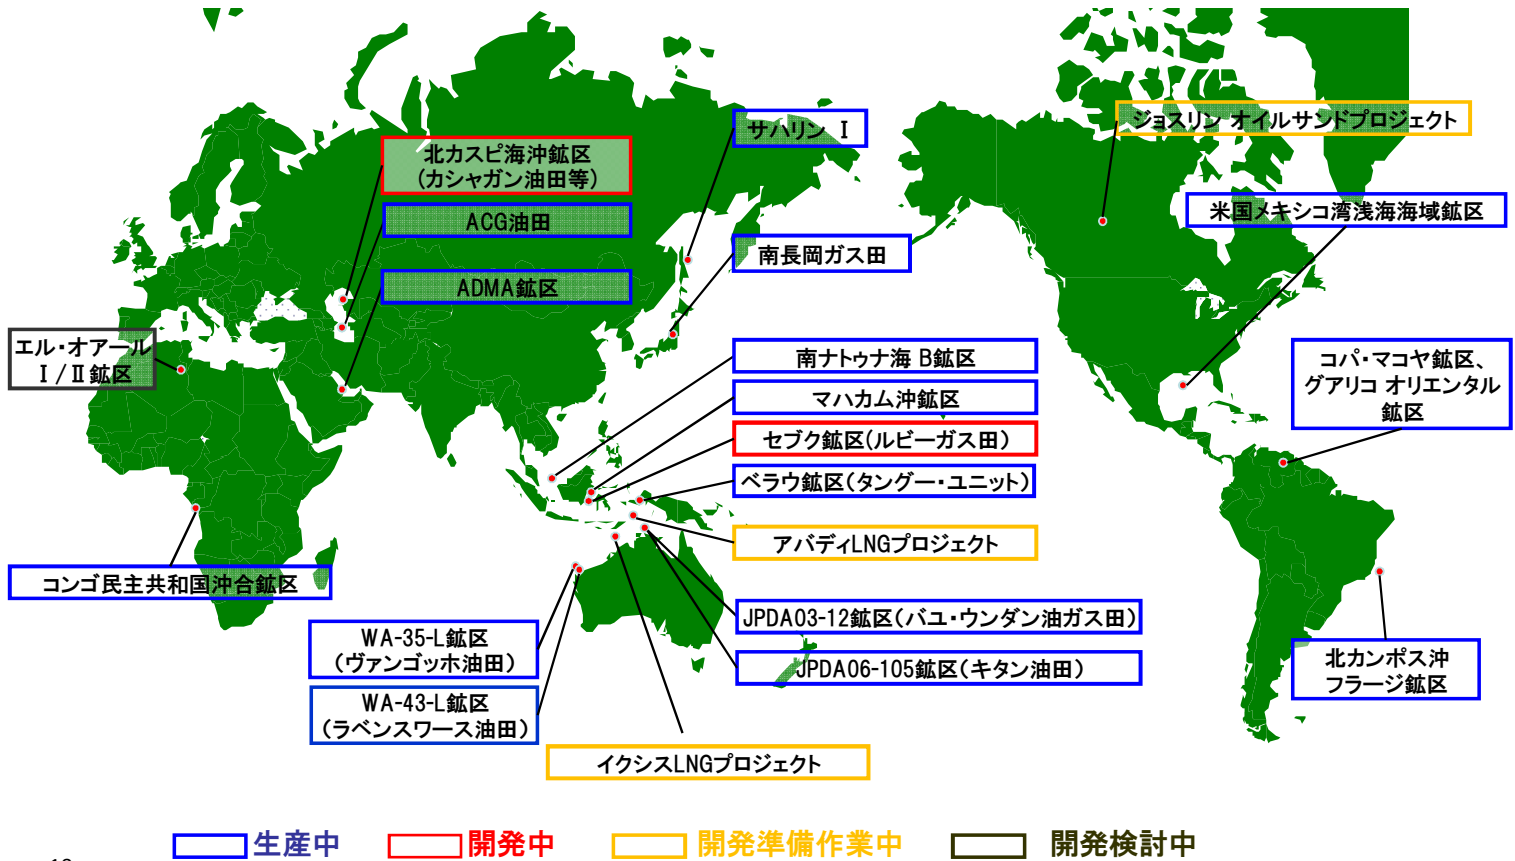 サハリン Ⅰ
ジョスリン オイルサンドプロジェクト
北カスピ海沖鉱区
(カシャガン油田等)
米国メキシコ湾浅海海域鉱区
ACG油田
南長岡ガス田
ADMA鉱区
エル・オアール
Ⅰ/Ⅱ鉱区
南ナトゥナ海 B鉱区
コパ・マコヤ鉱区、
グアリコ オリエンタル
鉱区
マハカム沖鉱区
セブク鉱区(ルビーガス田)
ベラウ鉱区(タングー・ユニット)
アバディLNGプロジェクト
コンゴ民主共和国沖合鉱区
JPDA03-12鉱区(バユ・ウンダン油ガス田)
WA-35-L鉱区
(ヴァンゴッホ油田)
JPDA06-105鉱区(キタン油田)
北カンポス沖
フラージ鉱区
WA-43-L鉱区
(ラベンスワース油田)
イクシスLNGプロジェクト
生産中
開発中
開発準備作業中
開発検討中